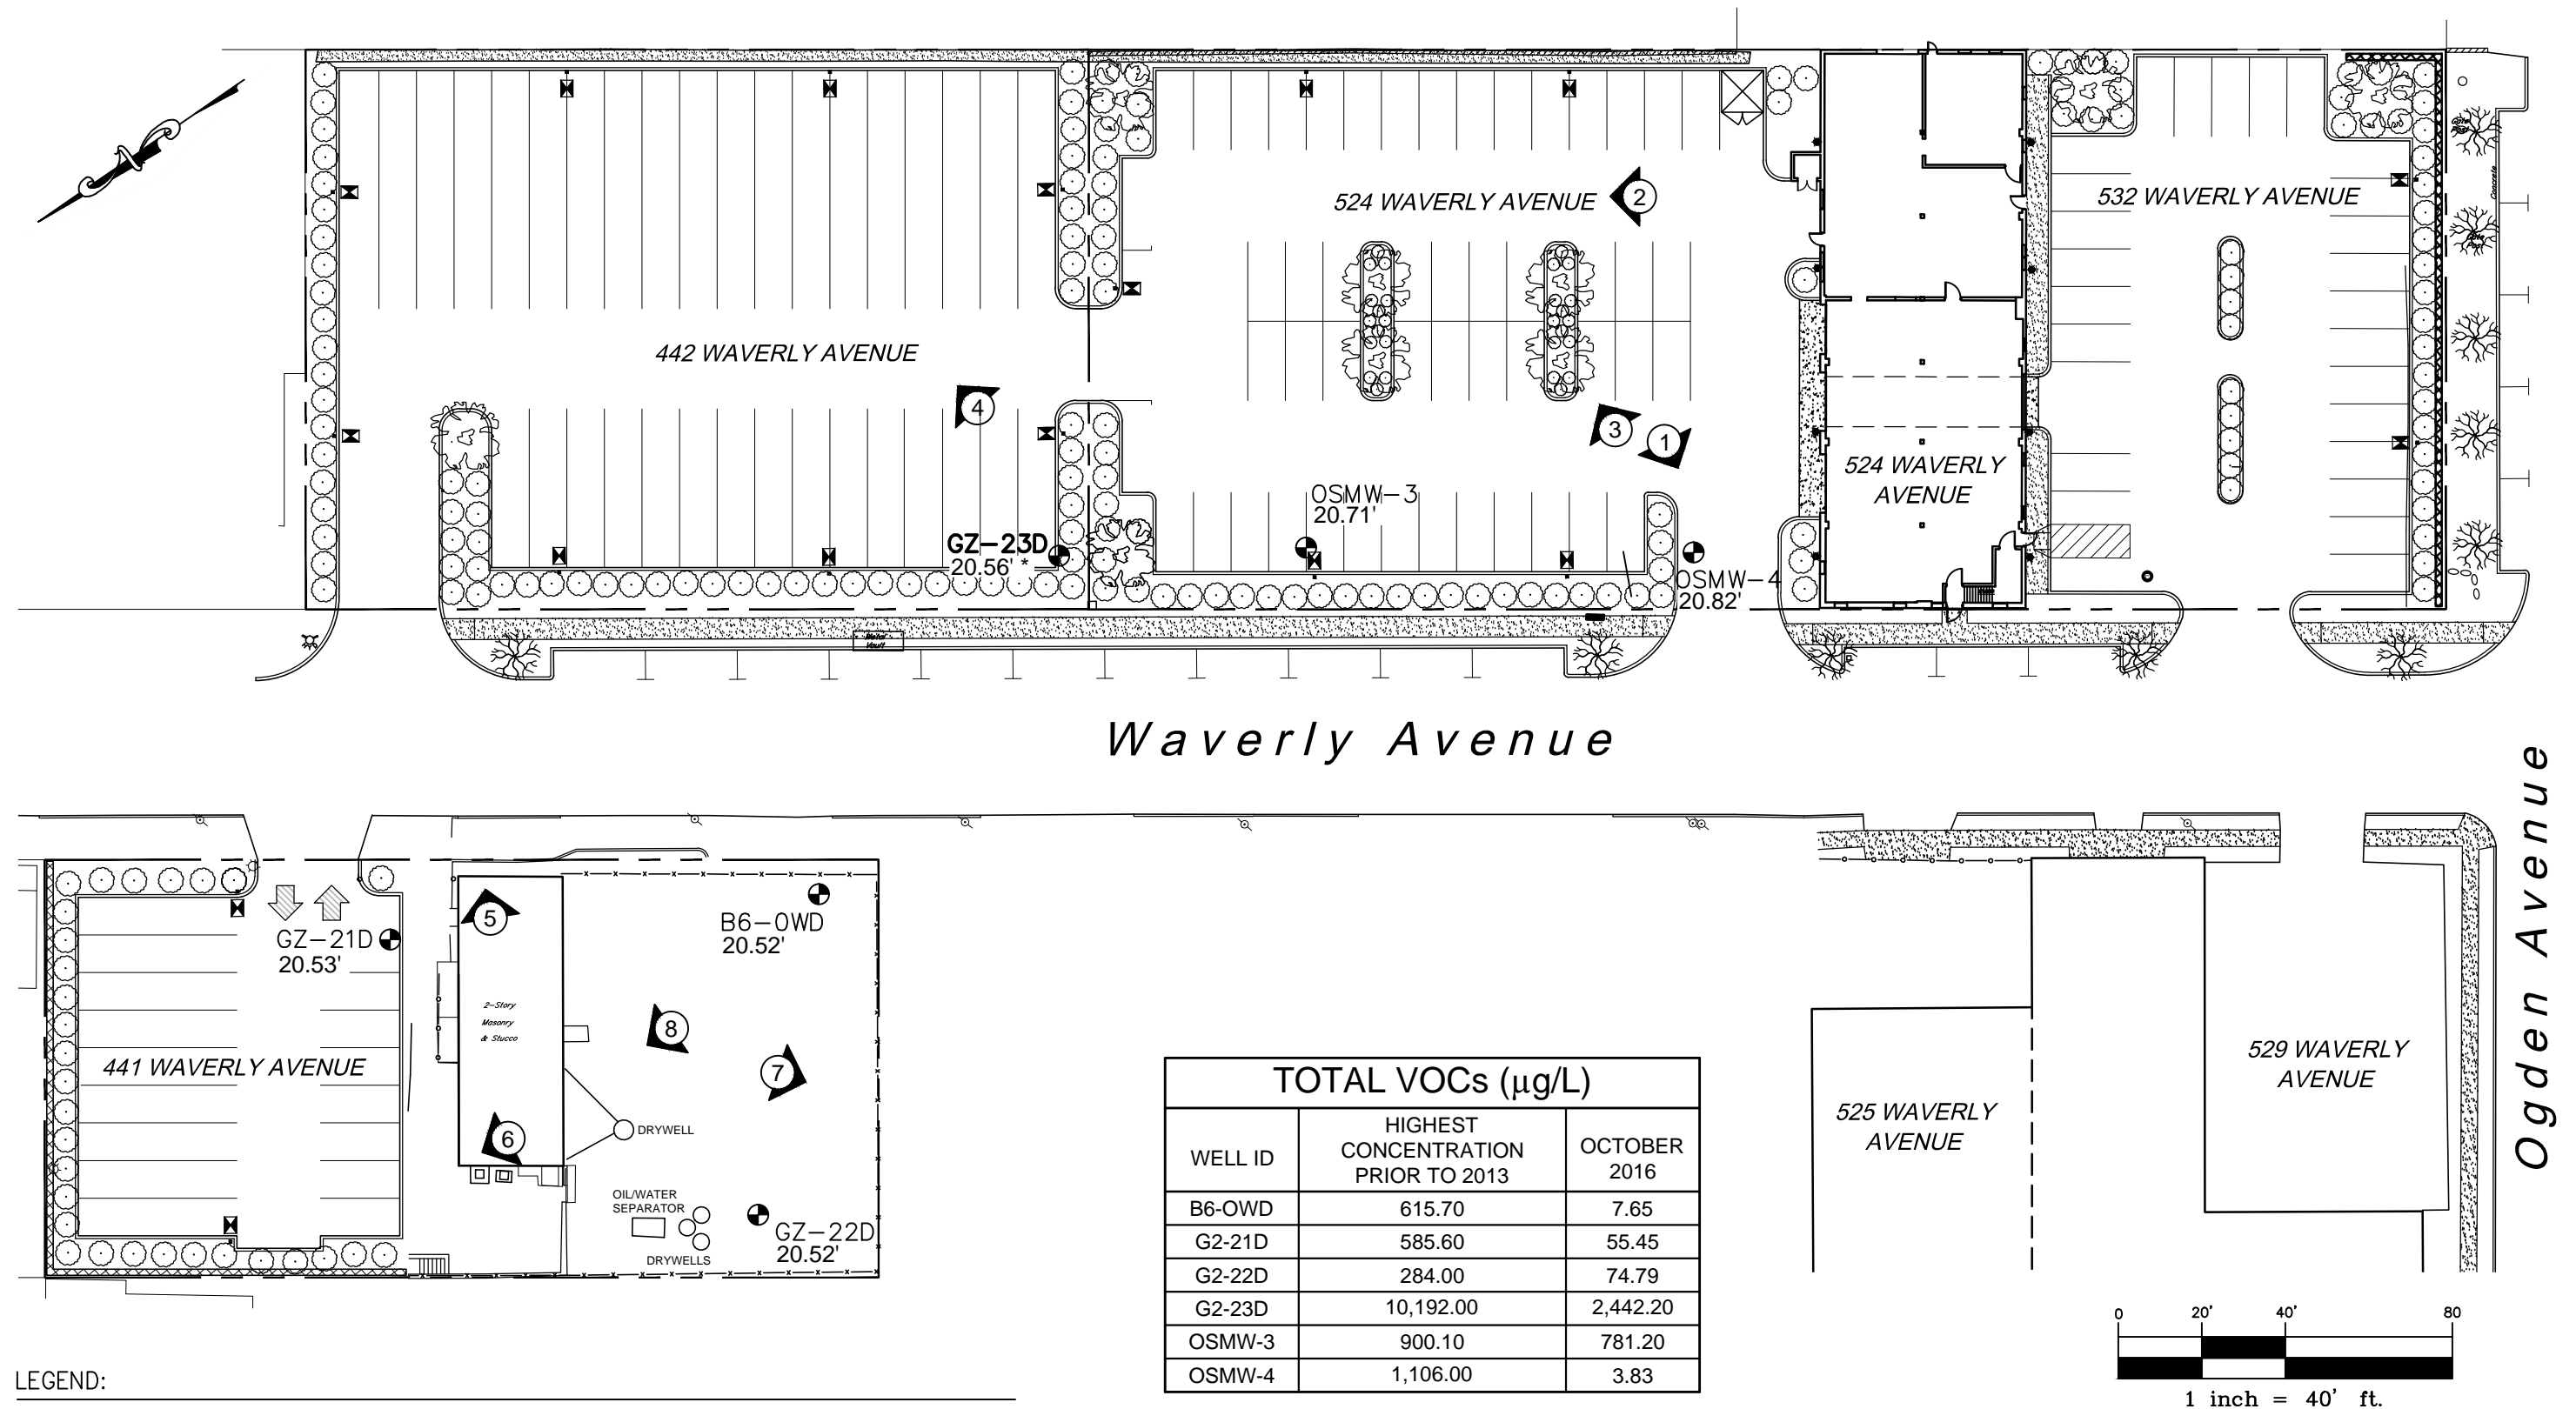 524 WAVERLY AVENUE
2
532 WAVERLY AVENUE
Concrete
442 WAVERLY AVENUE
4
3
1
524 WAVERLY
AVENUE
OSMW-3
20.71'
GZ-23D
20.56' *
OSMW-4
20.82'
Metal
Vault
Waverly Avenue
Ogden Avenue
5
B6-OWD
20.52'
GZ-21D
20.53'
2-Story
Masonry
& Stucco
8
7
441 WAVERLY AVENUE
6
DRYWELL
OIL/WATER
SEPARATOR
DRYWELLS
GZ-22D
20.52'
525 WAVERLY
AVENUE
529 WAVERLY
AVENUE
TOTAL VOCs (µg/L)
WELL ID HIGHEST CONCENTRATION PRIOR TO 2013 OCTOBER 2016
B6-OWD 615.70 7.65
G2-21D 585.60 55.45
G2-22D 284.00 74.79
G2-23D 10,192.00 2,442.20
OSMW-3 900.10 781.20
OSMW-4 1,106.00 3.83
0 20' 40' 80
1 inch = 40' ft.
LEGEND: